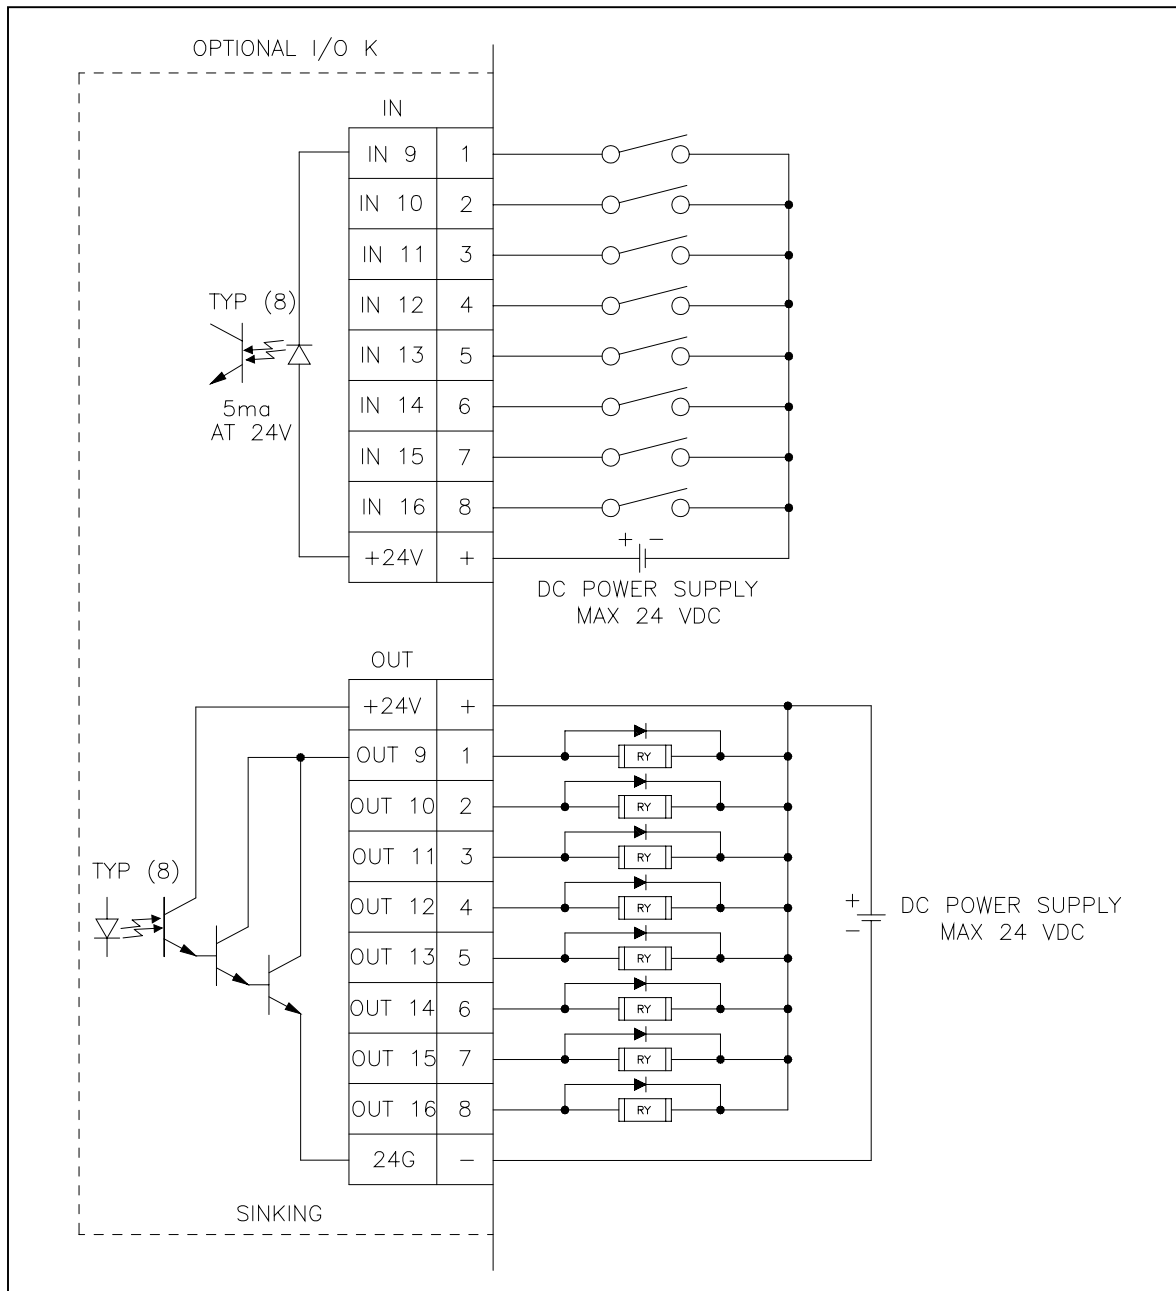 OPTIONAL I/O K
IN
IN 9 1
IN 10 2
IN 11 3
TYP (8)
IN 12 4
IN 13 5
5ma
AT 24V
IN 14 6
IN 15 7
IN 16 8
+24V +
+ -
DC POWER SUPPLY
MAX 24 VDC
OUT
+24V +
OUT 9 1 RY
OUT 10 2 RY
OUT 11 3 RY
TYP (8)
OUT 12 4 RY
+
-
DC POWER SUPPLY
MAX 24 VDC
OUT 13 5 RY
OUT 14 6 RY
OUT 15 7 RY
OUT 16 8 RY
24G -
SINKING